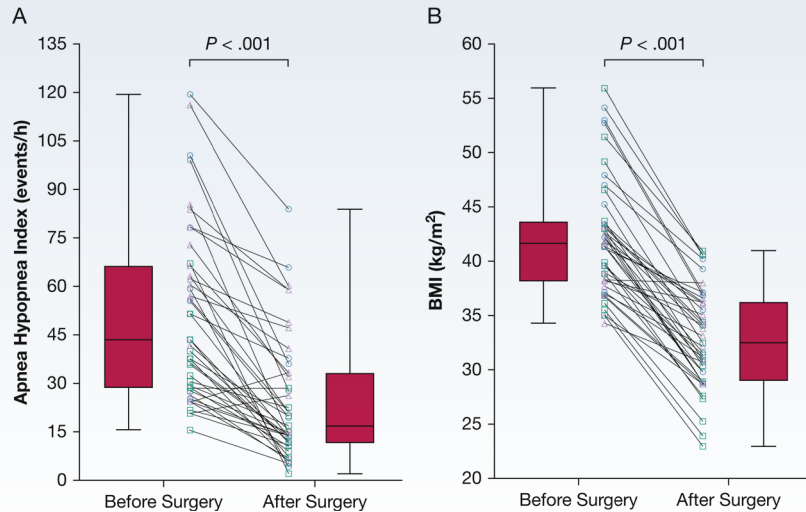 A
P < .001
Apnea Hypopnea Index (events/h)
135
120
105
90
75
60
45
30
15
0
Before Surgery
After Surgery
B
P < .001
BMI (kg/m²)
60
55
50
45
40
35
30
25
20
Before Surgery
After Surgery